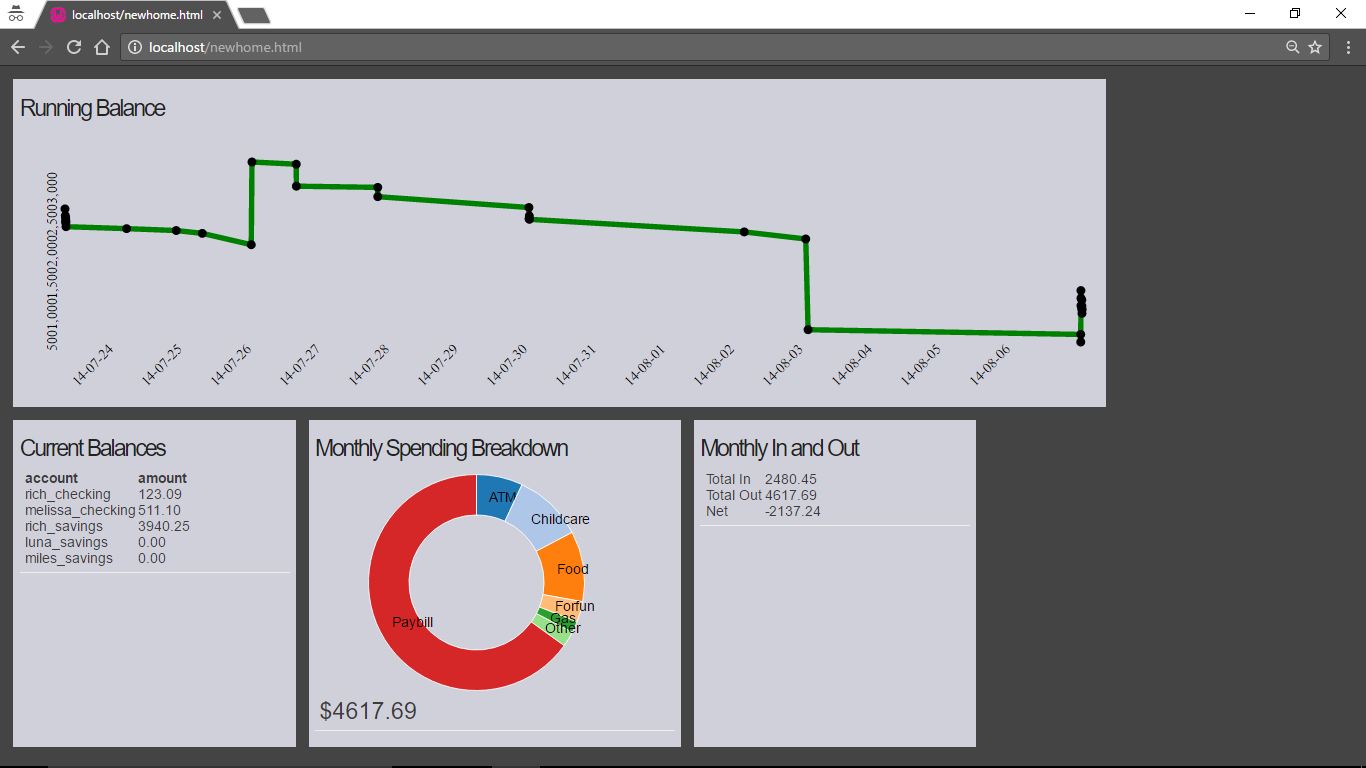 localhost/newhome.html
localhost/newhome.html
Running Balance
5001,0001,5002,0002,5003,000
14-07-24 14-07-25 14-07-26 14-07-27 14-07-28 14-07-29 14-07-30 14-07-31 14-08-01 14-08-02 14-08-03 14-08-04 14-08-05 14-08-06
Current Balances
account amount
rich_checking 123.09
melissa_checking 511.10
rich_savings 3940.25
luna_savings 0.00
miles_savings 0.00
Monthly Spending Breakdown
ATM
Childcare
Food
Forfun
Gas
Other
Paybill
$4617.69
Monthly In and Out
Total In 2480.45
Total Out 4617.69
Net -2137.24